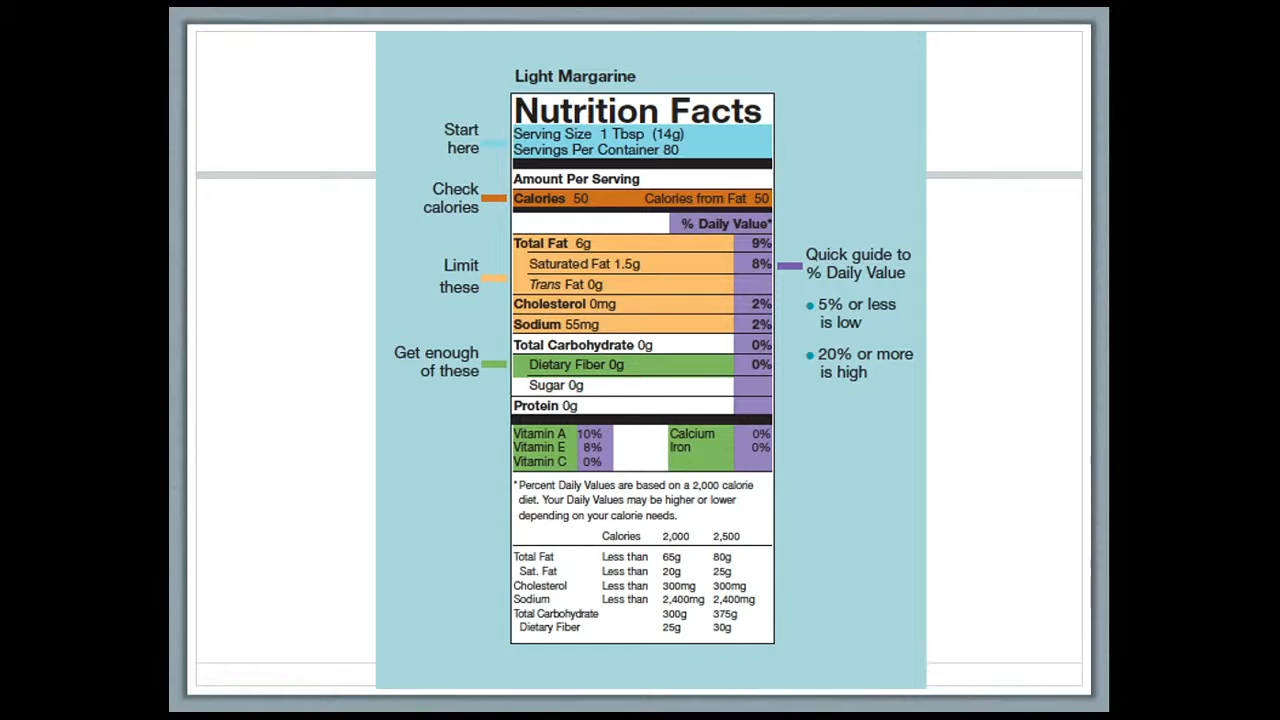 Light Margarine
Nutrition Facts
Serving Size 1 Tbsp (14g)
Servings Per Container 80
Start
here
Amount Per Serving
Check
calories
Calories 50 Calories from Fat 50
% Daily Value*
Total Fat 6g 9%
Saturated Fat 1.5g 8%
Trans Fat 0g
Limit
these
Cholesterol 0mg 2%
Sodium 55mg 2%
Total Carbohydrate 0g 0%
Get enough
of these
Dietary Fiber 0g 0%
Sugar 0g
Protein 0g
Quick guide to
% Daily Value
• 5% or less
is low
• 20% or more
is high
Vitamin A 10% Calcium 0%
Vitamin E 8% Iron 0%
Vitamin C 0%
*Percent Daily Values are based on a 2,000 calorie
diet. Your Daily Values may be higher or lower
depending on your calorie needs.
Calories 2,000 2,500
Total Fat Less than 65g 80g
Sat. Fat Less than 20g 25g
Cholesterol Less than 300mg 300mg
Sodium Less than 2,400mg 2,400mg
Total Carbohydrate 300g 375g
Dietary Fiber 25g 30g